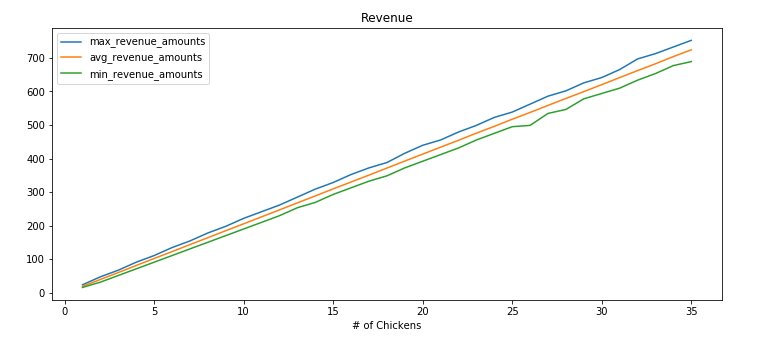 Revenue
max_revenue_amounts
avg_revenue_amounts
min_revenue_amounts
700
600
500
400
300
200
100
0
0 5 10 15 20 25 30 35
# of Chickens